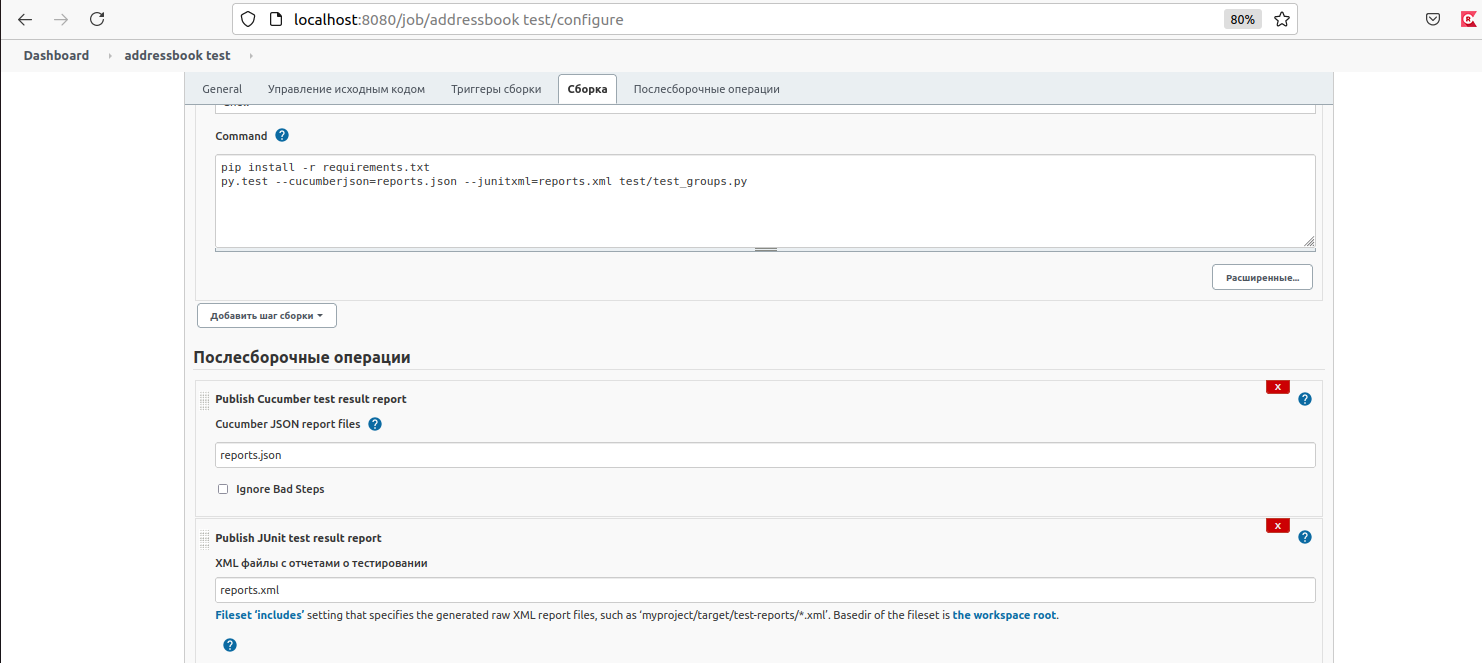 localhost:8080/job/addressbook test/configure
80%
Dashboard
addressbook test
General
Управление исходным кодом
Триггеры сборки
Сборка
Послесборочные операции
Command ?
pip install -r requirements.txt
py.test --cucumberjson=reports.json --junitxml=reports.xml test/test_groups.py
Расширенные...
Добавить шаг сборки
Послесборочные операции
X
Publish Cucumber test result report ?
Cucumber JSON report files ?
reports.json
Ignore Bad Steps
X
Publish JUnit test result report ?
XML файлы с отчетами о тестировании
reports.xml
Fileset ‘includes’ setting that specifies the generated raw XML report files, such as ‘myproject/target/test-reports/*.xml’. Basedir of the fileset is the workspace root.
?